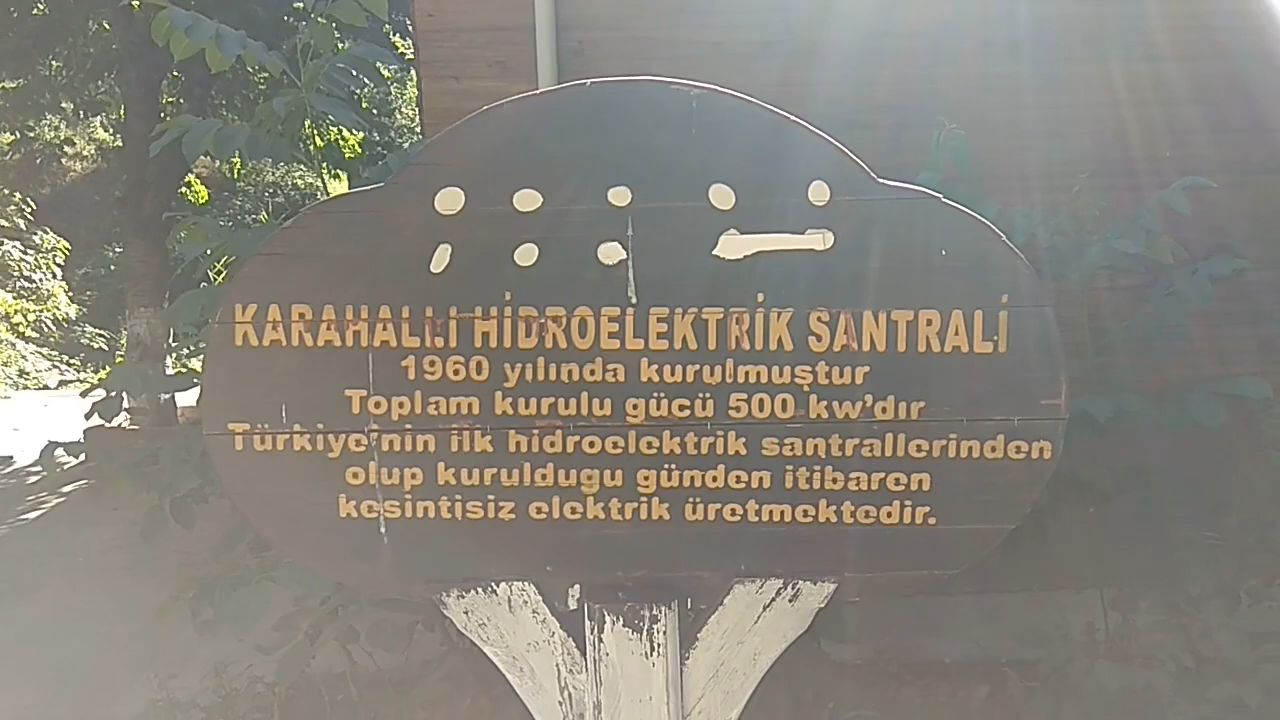 KARAHALLI HİDROELEKTRİK SANTRALİ
1960 yılında kurulmuştur
Toplam kurulu gücü 500 kw'dır
Türkiye'nin ilk hidroelektrik santrallerinden
olup kuruldugu günden itibaren
kesintisiz elektrik üretmektedir.